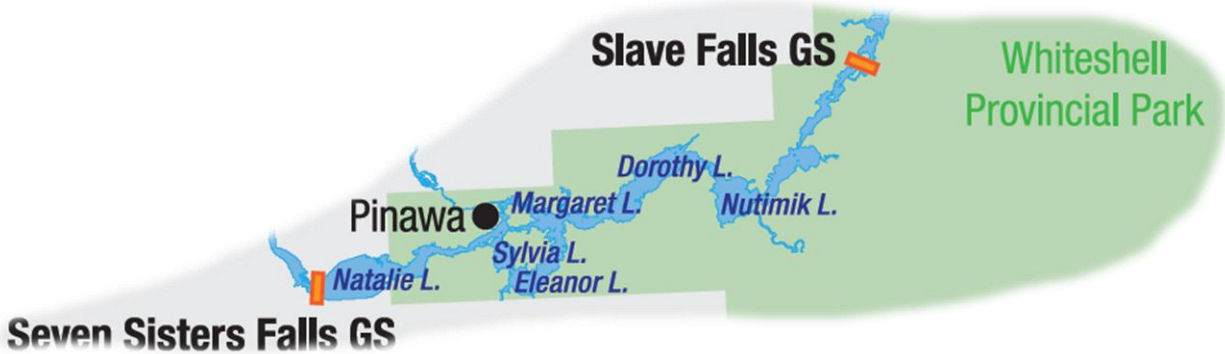 Slave Falls GS
Whiteshell
Provincial Park
Dorothy L.
Margaret L.
Nutimik L.
Pinawa
Sylvia L.
Natalie L.
Eleanor L.
Seven Sisters Falls GS